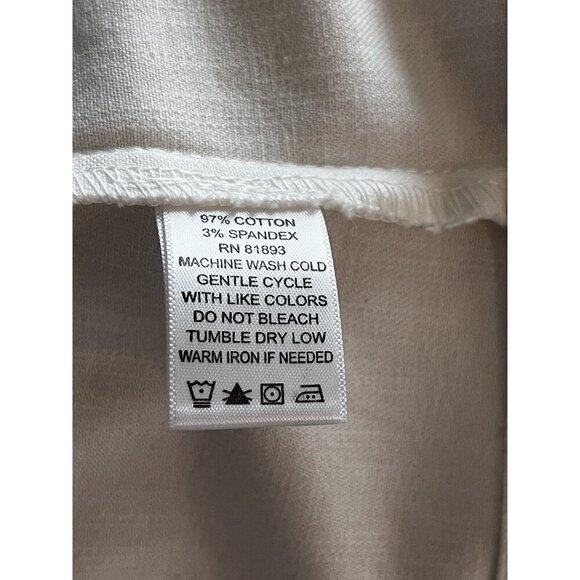 97% COTTON
3% SPANDEX
RN 81893
MACHINE WASH COLD
GENTLE CYCLE
WITH LIKE COLORS
DO NOT BLEACH
TUMBLE DRY LOW
WARM IRON IF NEEDED